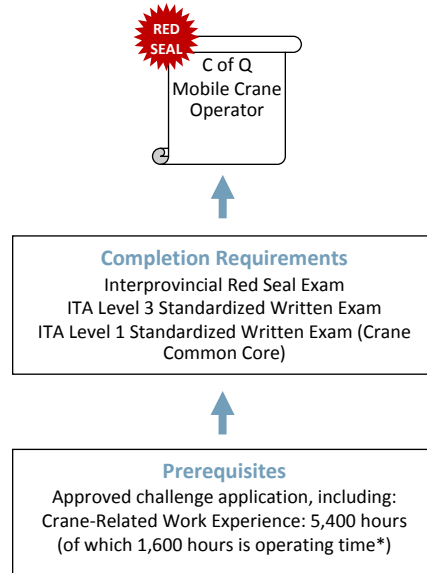 RED
SEAL
C of Q
Mobile Crane
Operator
Completion Requirements
Interprovincial Red Seal Exam
ITA Level 3 Standardized Written Exam
ITA Level 1 Standardized Written Exam (Crane
Common Core)
Prerequisites
Approved challenge application, including:
Crane-Related Work Experience: 5,400 hours
(of which 1,600 hours is operating time*)